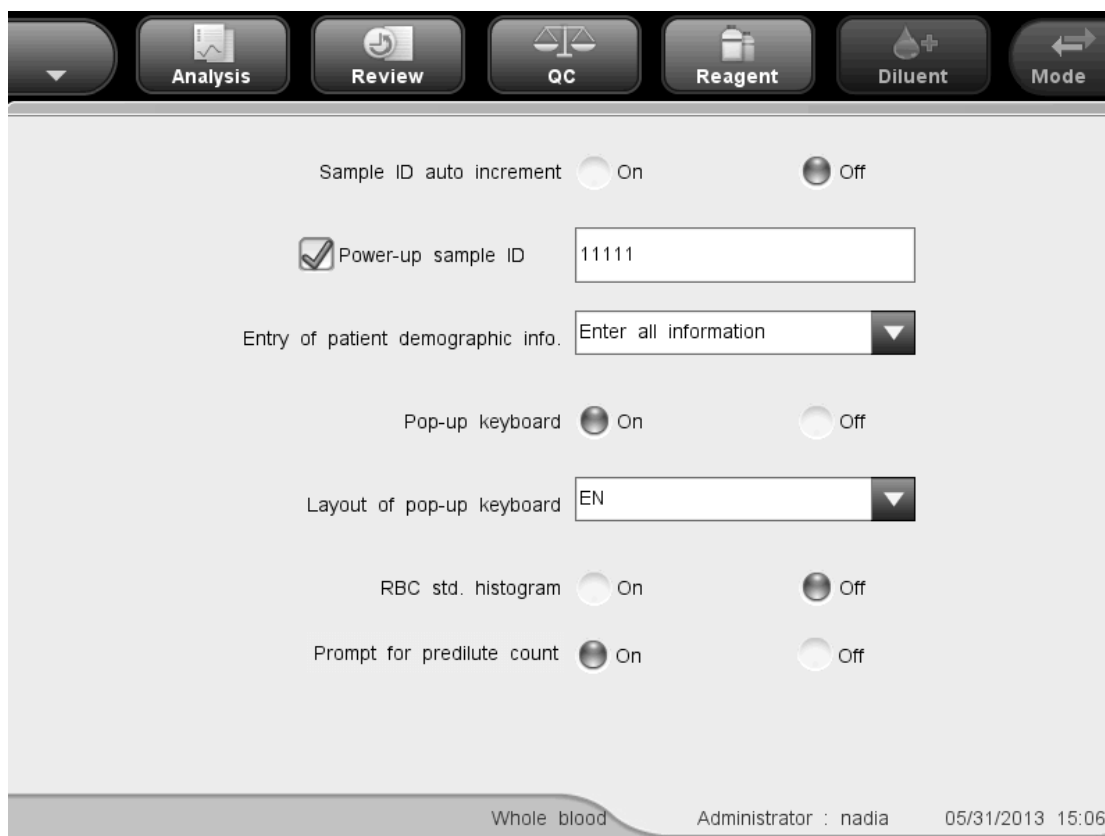 Analysis Review QC Reagent Diluent Mode
Sample ID auto increment On Off
Power-up sample ID 11111
Entry of patient demographic info. Enter all information
Pop-up keyboard On Off
Layout of pop-up keyboard EN
RBC std. histogram On Off
Prompt for predilute count On Off
Whole blood Administrator : nadia 05/31/2013 15:06